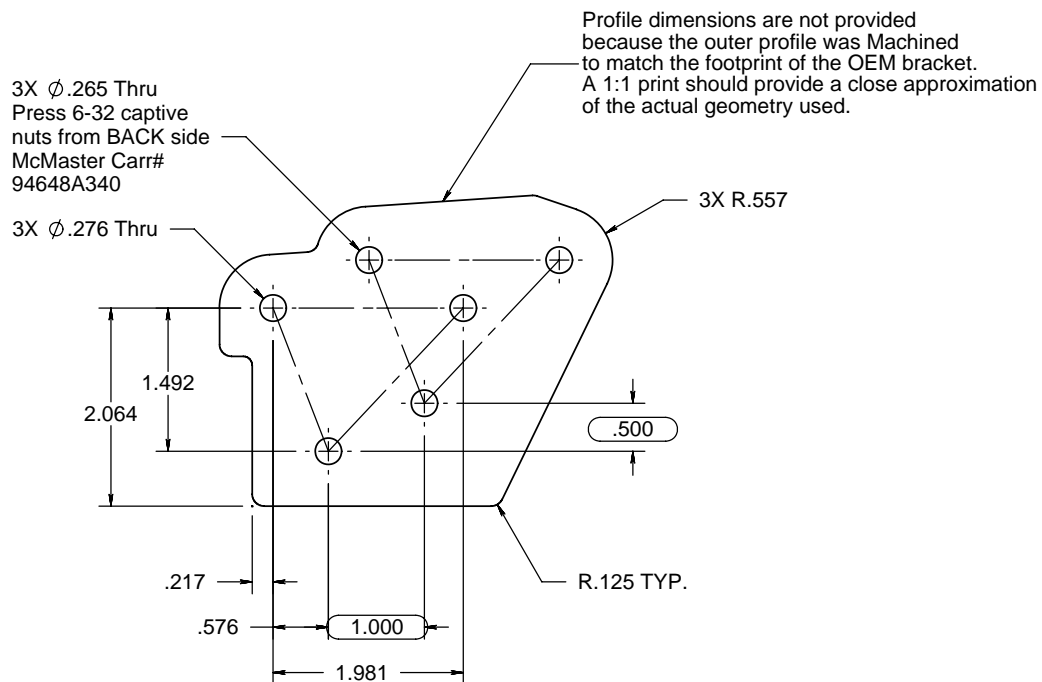 Profile dimensions are not provided
because the outer profile was Machined
to match the footprint of the OEM bracket.
A 1:1 print should provide a close approximation
of the actual geometry used.
3X ∅.265 Thru
Press 6-32 captive
nuts from BACK side
McMaster Carr#
94648A340
3X R.557
3X ∅.276 Thru
1.492
2.064
.500
.217
R.125 TYP.
.576
1.000
1.981